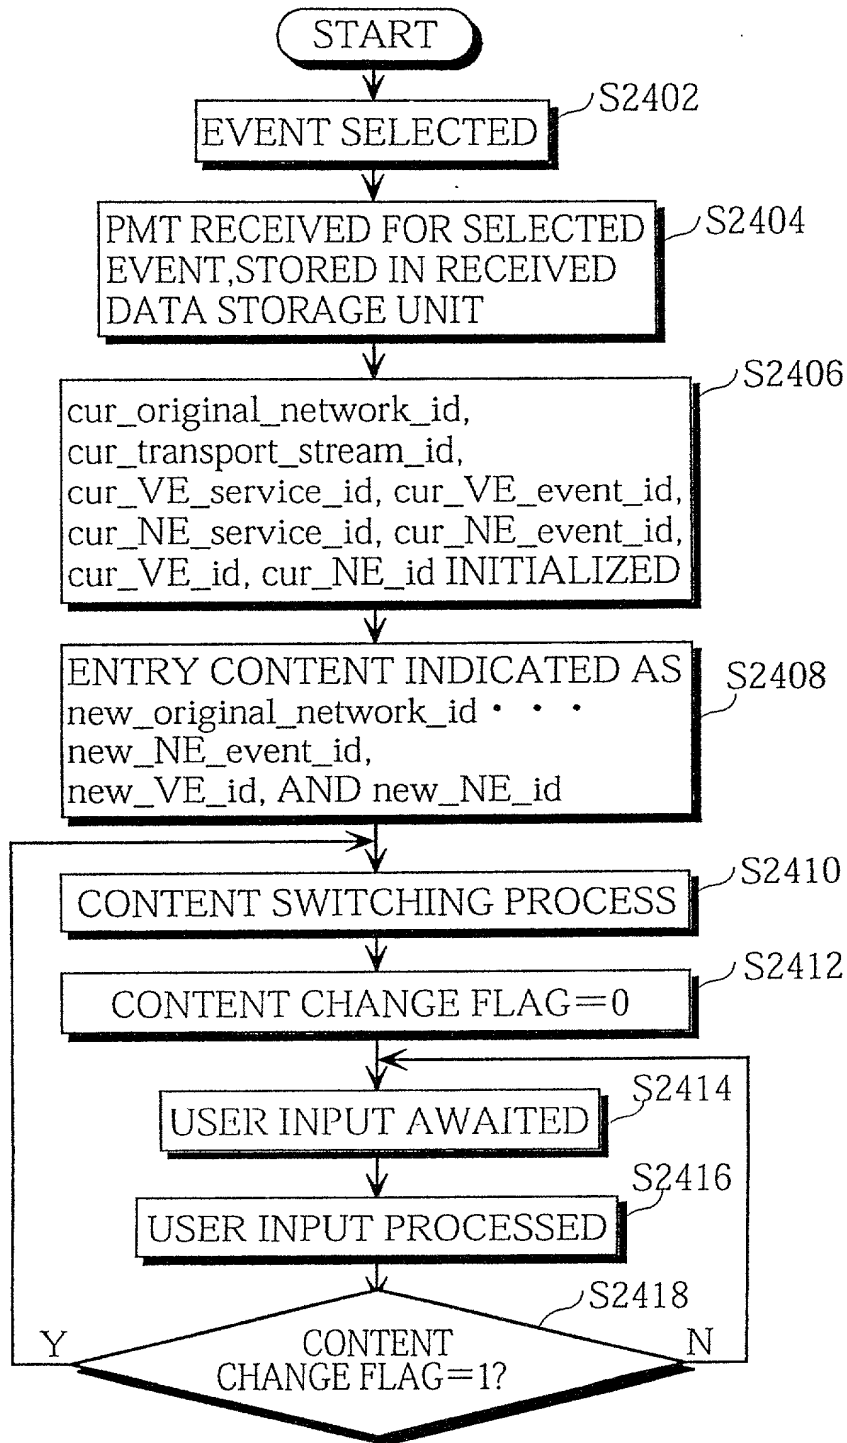 START
EVENT SELECTED
S2402
PMT RECEIVED FOR SELECTED
EVENT,STORED IN RECEIVED
DATA STORAGE UNIT
S2404
cur_original_network_id,
cur_transport_stream_id,
cur_VE_service_id, cur_VE_event_id,
cur_NE_service_id, cur_NE_event_id,
cur_VE_id, cur_NE_id INITIALIZED
S2406
ENTRY CONTENT INDICATED AS
new_original_network_id・・・
new_NE_event_id,
new_VE_id, AND new_NE_id
S2408
CONTENT SWITCHING PROCESS
S2410
CONTENT CHANGE FLAG=0
S2412
USER INPUT AWAITED
S2414
USER INPUT PROCESSED
S2416
CONTENT
CHANGE FLAG=1?
S2418
Y
N